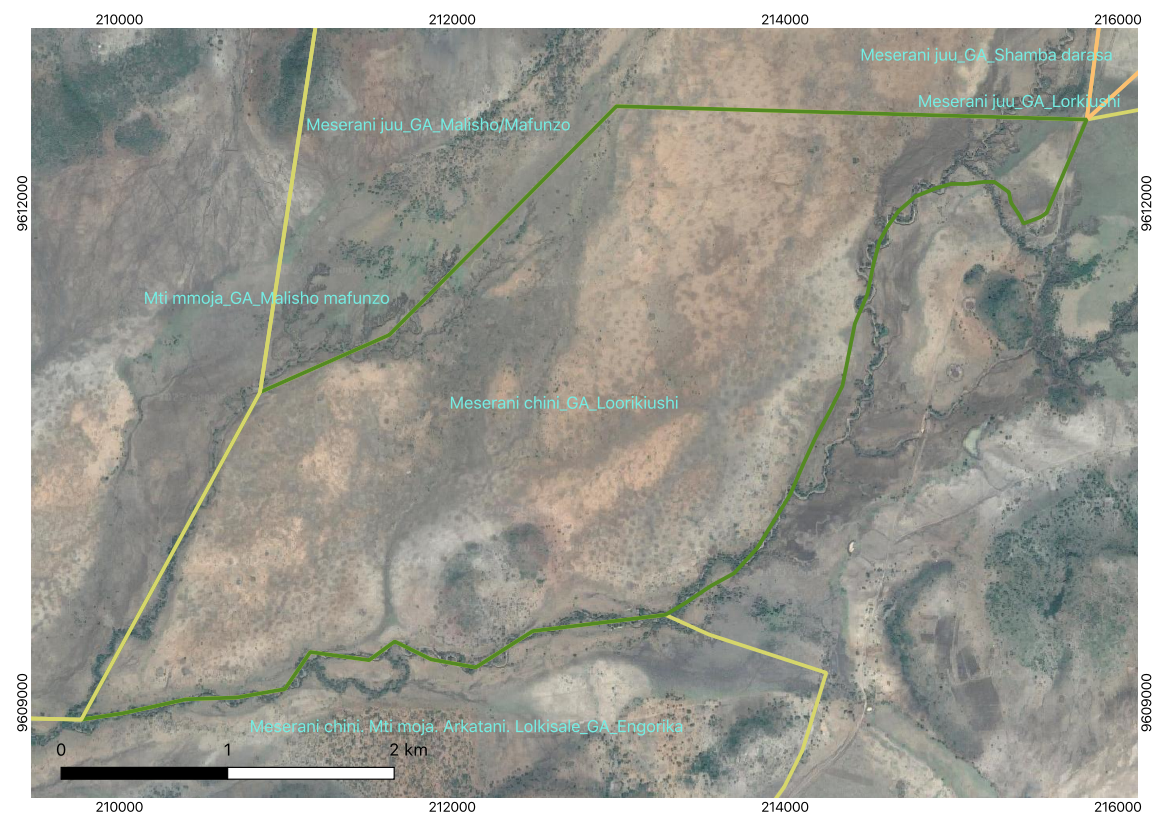 210000 212000 214000 216000
Meserani juu_GA_Shamba darasa
Meserani juu_GA_Lorkiushi
Meserani juu_GA_Malisho/Mafunzo
9612000 9612000
Mti mmoja_GA_Malisho mafunzo
Meserani chini_GA_Loorikiushi
9609000 9609000
Meserani chini. Mti moja. Arkatani. Lolkisale_GA_Engorika
0 1 2 km
210000 212000 214000 216000